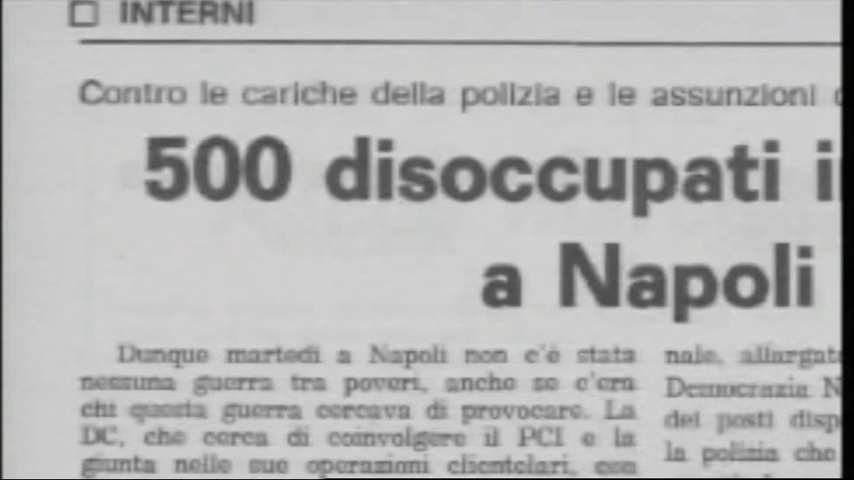 INTERNI
Contro le cariche della polizia e le assunzioni
500 disoccupati
a Napoli
Dunque martedì a Napoli non c'è stata
nessuna guerra tra poveri, anche se c'era
chi questa guerra cercava di provocare. La
DC, che cerca di coinvolgere il PCI e la
giunta nelle sue operazioni clientelari, con
nale, allargat
Democrazia N
dei posti disp
la polizia che